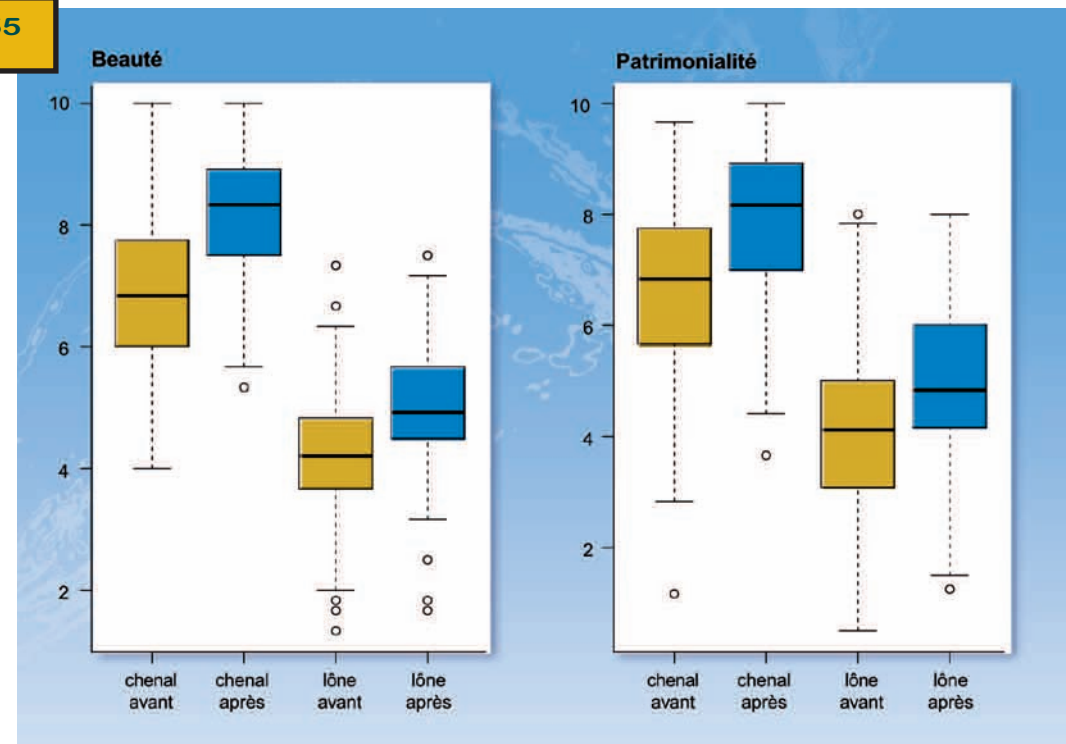 5
Beauté
10
8
6
4
2
chenal avant
chenal après
lône avant
lône après
Patrimonialité
10
8
6
4
2
chenal avant
chenal après
lône avant
lône après